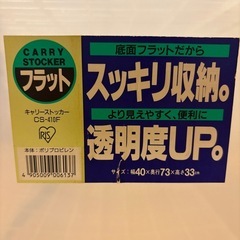 CARRY
STOCKER
フラット
キャリーストッカー
CS-410F
IRIS
本体：ポリプロピレン
4905009006137
底面フラットだから
スッキリ収納。
より見えやすく、便利に
透明度UP。
サイズ：幅40×奥行73×高さ33cm